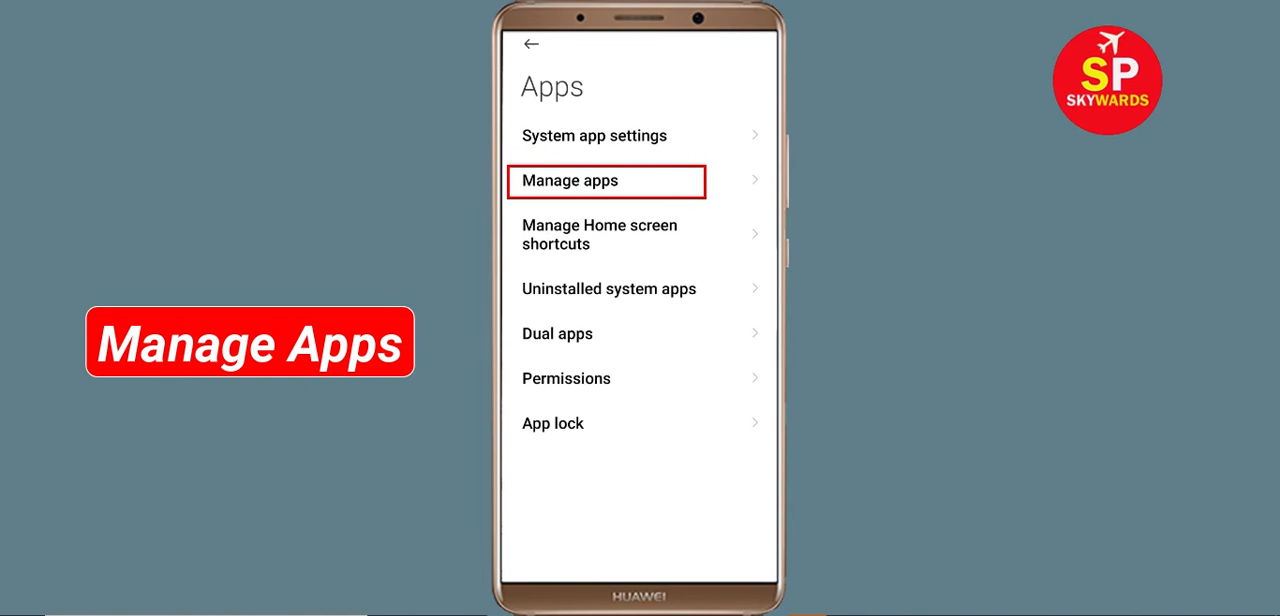 Apps
System app settings
Manage apps
Manage Home screen
shortcuts
Uninstalled system apps
Dual apps
Permissions
App lock
HUAWEI
Manage Apps
SP
SKYWARDS